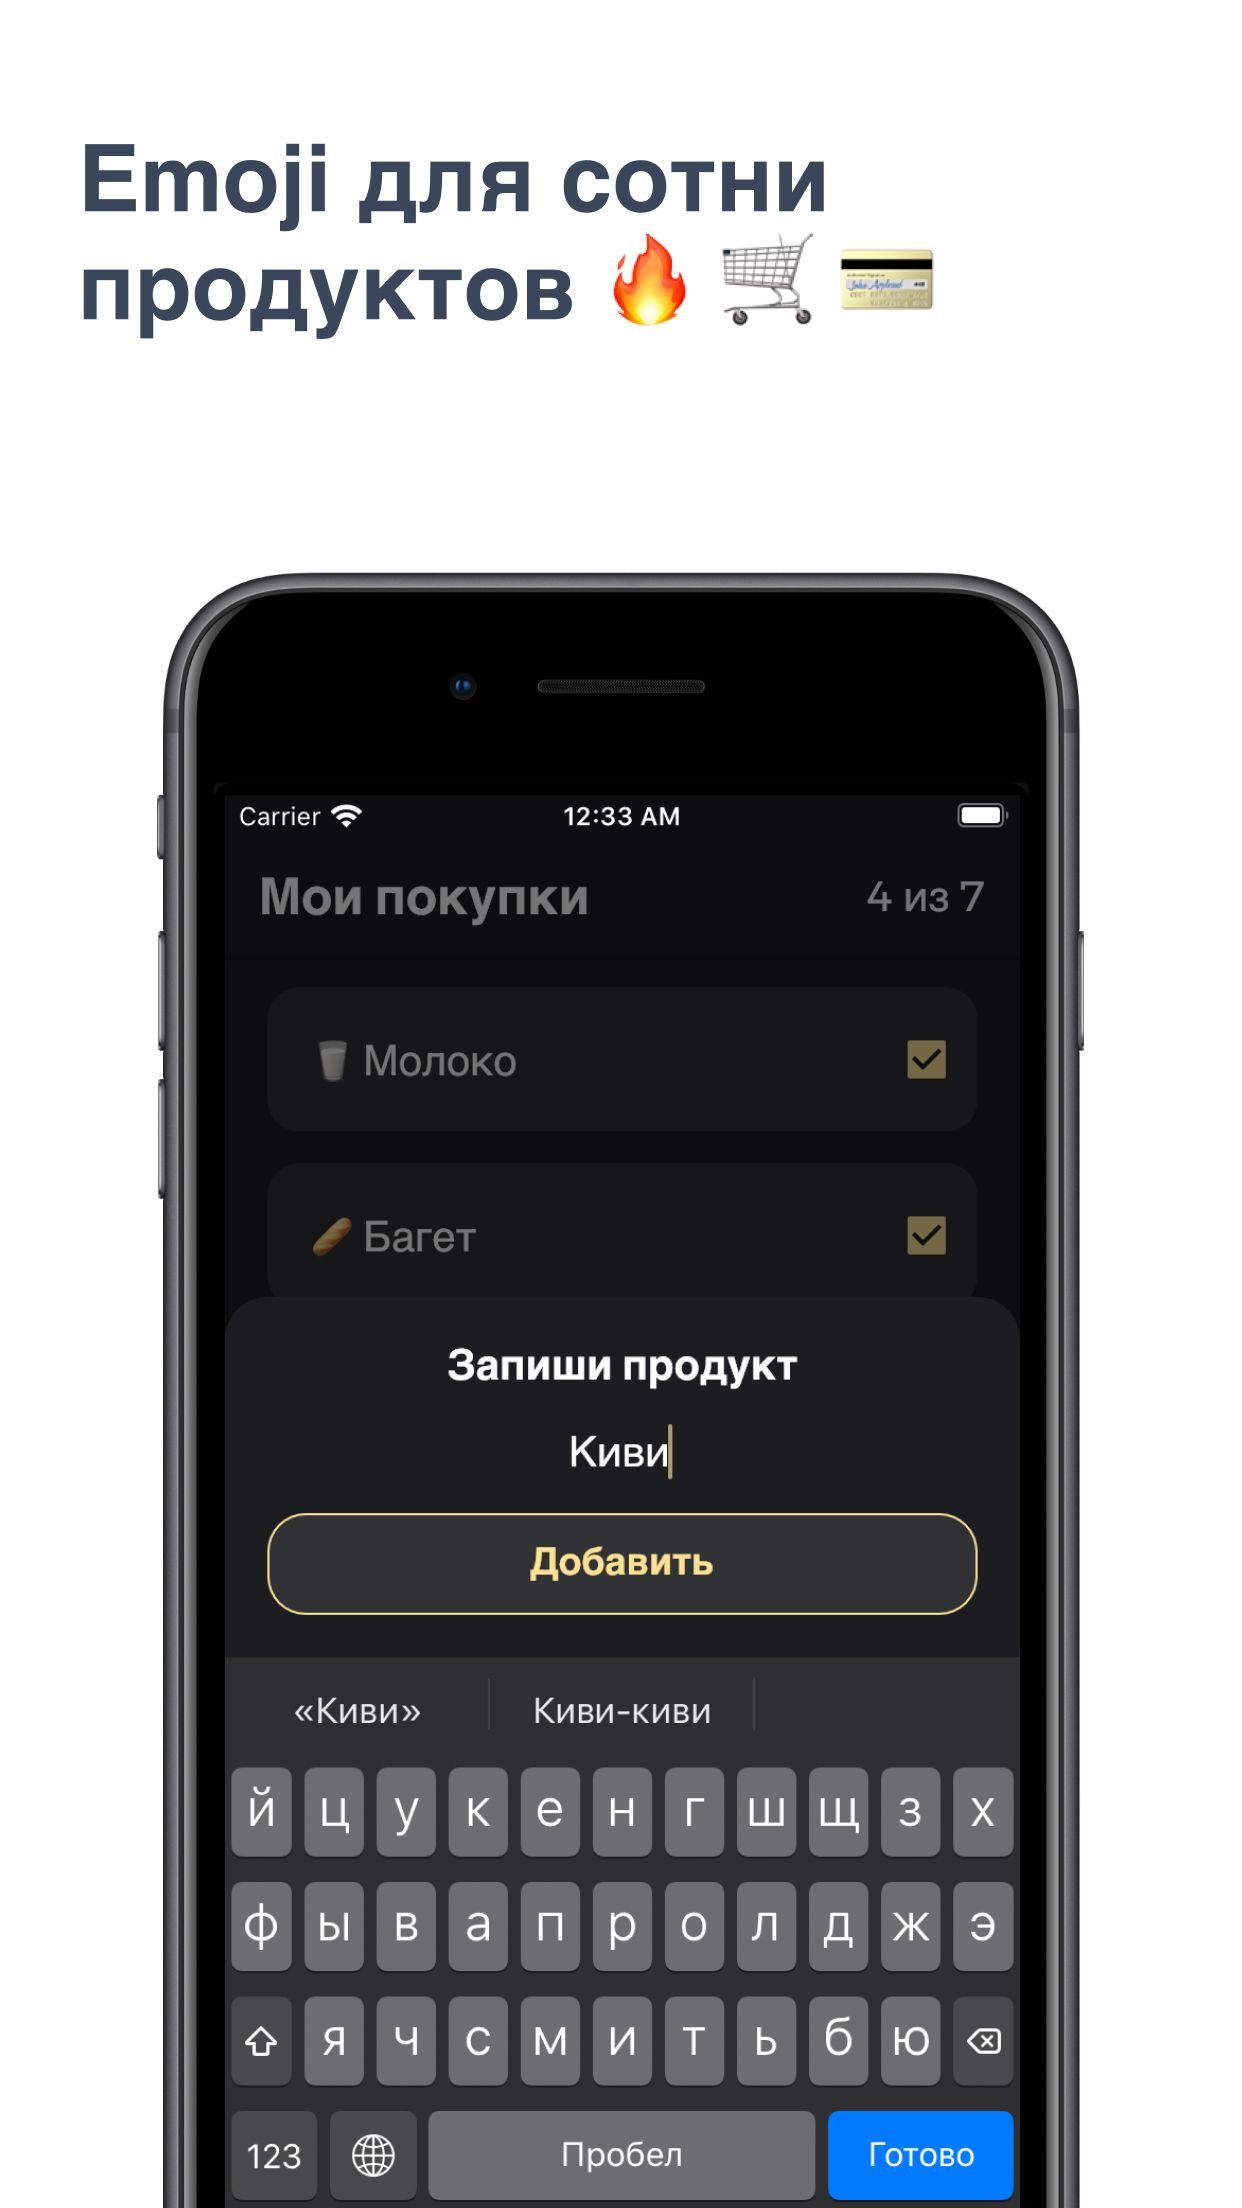 Emoji для сотни
продуктов 🔥 🛒 💳
Carrier 12:33 AM
Мои покупки 4 из 7
🥛 Молоко
🥖 Багет
Запиши продукт
Киви
Добавить
«Киви» Киви-киви
й ц у к е н г ш щ з х
ф ы в а п р о л д ж э
я ч с м и т ь б ю
123 Пробел Готово